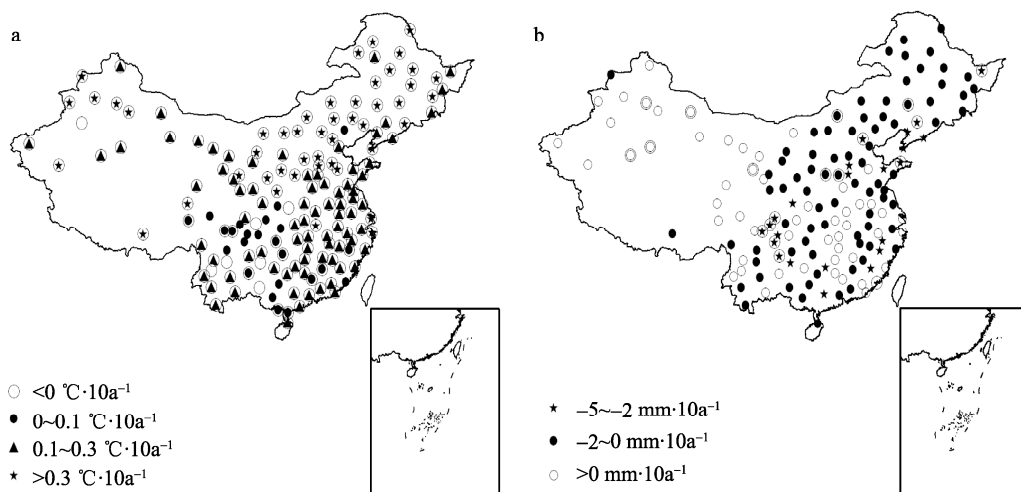 a
b
<0 ℃·10a⁻¹
0~0.1 ℃·10a⁻¹
0.1~0.3 ℃·10a⁻¹
>0.3 ℃·10a⁻¹
–5~–2 mm·10a⁻¹
–2~0 mm·10a⁻¹
>0 mm·10a⁻¹